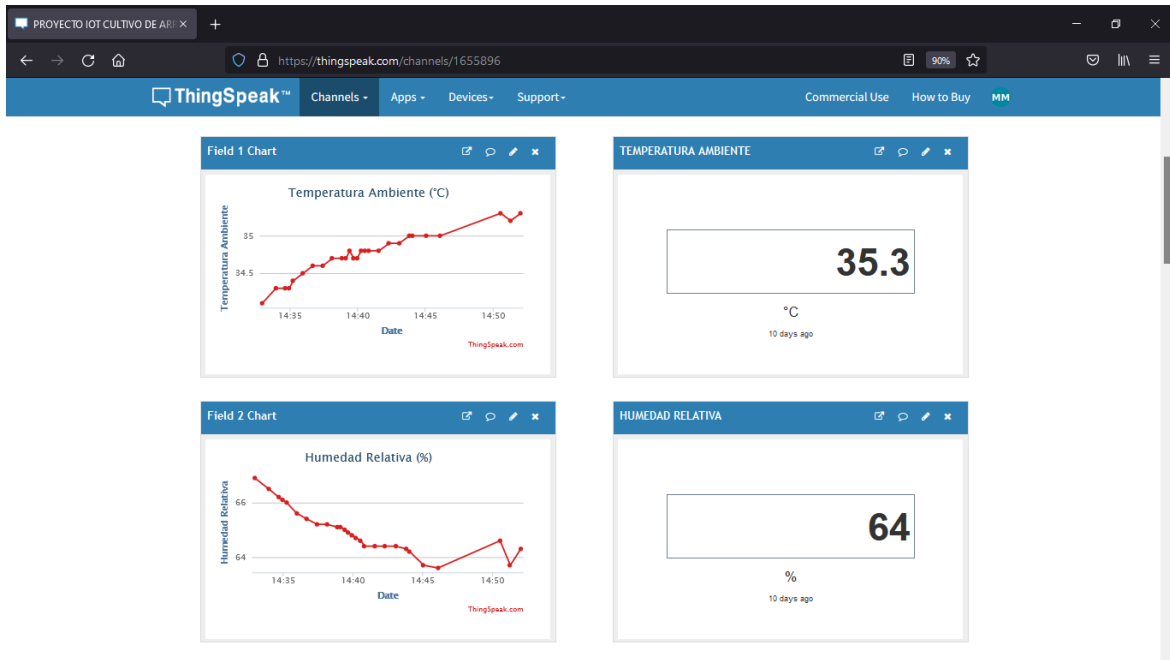 PROYECTO IOT CULTIVO DE ARR
https://thingspeak.com/channels/1655896
90%
ThingSpeak™
Channels
Apps
Devices
Support
Commercial Use
How to Buy
MM
Field 1 Chart
Temperatura Ambiente (°C)
Temperatura Ambiente
35
34.5
14:35
14:40
14:45
14:50
Date
ThingSpeak.com
TEMPERATURA AMBIENTE
35.3
°C
10 days ago
Field 2 Chart
Humedad Relativa (%)
Humedad Relativa
66
64
14:35
14:40
14:45
14:50
Date
ThingSpeak.com
HUMEDAD RELATIVA
64
%
10 days ago